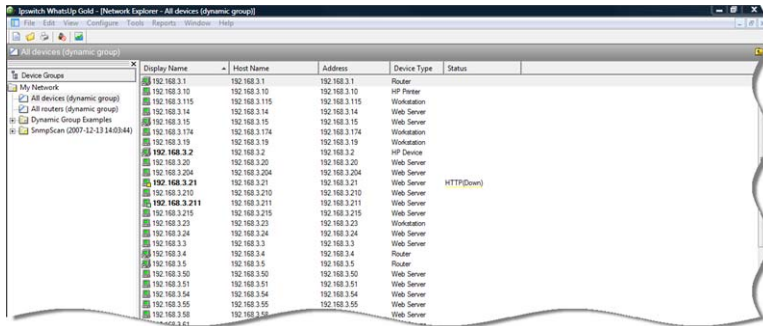 Ipswitch WhatsUp Gold - [Network Explorer - All devices (dynamic group)]
File Edit View Configure Tools Reports Window Help
All devices (dynamic group)
Device Groups
My Network
All devices (dynamic group)
All routers (dynamic group)
Dynamic Group Examples
SnmpScan (2007-12-13 14:03:44)
Display Name Host Name Address Device Type Status
192.168.3.1 192.168.3.1 192.168.3.1 Router
192.168.3.10 192.168.3.10 192.168.3.10 HP Printer
192.168.3.115 192.168.3.115 192.168.3.115 Workstation
192.168.3.14 192.168.3.14 192.168.3.14 Web Server
192.168.3.15 192.168.3.15 192.168.3.15 Web Server
192.168.3.174 192.168.3.174 192.168.3.174 Workstation
192.168.3.19 192.168.3.19 192.168.3.19 Workstation
192.168.3.2 192.168.3.2 192.168.3.2 HP Device
192.168.3.20 192.168.3.20 192.168.3.20 Web Server
192.168.3.204 192.168.3.204 192.168.3.204 Web Server
192.168.3.21 192.168.3.21 192.168.3.21 Web Server HTTP(Down)
192.168.3.210 192.168.3.210 192.168.3.210 Web Server
192.168.3.211 192.168.3.211 192.168.3.211 Web Server
192.168.3.215 192.168.3.215 192.168.3.215 Web Server
192.168.3.23 192.168.3.23 192.168.3.23 Workstation
192.168.3.24 192.168.3.24 192.168.3.24 Web Server
192.168.3.3 192.168.3.3 192.168.3.3 Web Server
192.168.3.4 192.168.3.4 192.168.3.4 Router
192.168.3.5 192.168.3.5 192.168.3.5 Router
192.168.3.50 192.168.3.50 192.168.3.50 Web Server
192.168.3.51 192.168.3.51 192.168.3.51 Web Server
192.168.3.54 192.168.3.54 192.168.3.54 Web Server
192.168.3.55 192.168.3.55 192.168.3.55 Web Server
192.168.3.58 192.168.3.58 192.168.3.58 Web Server